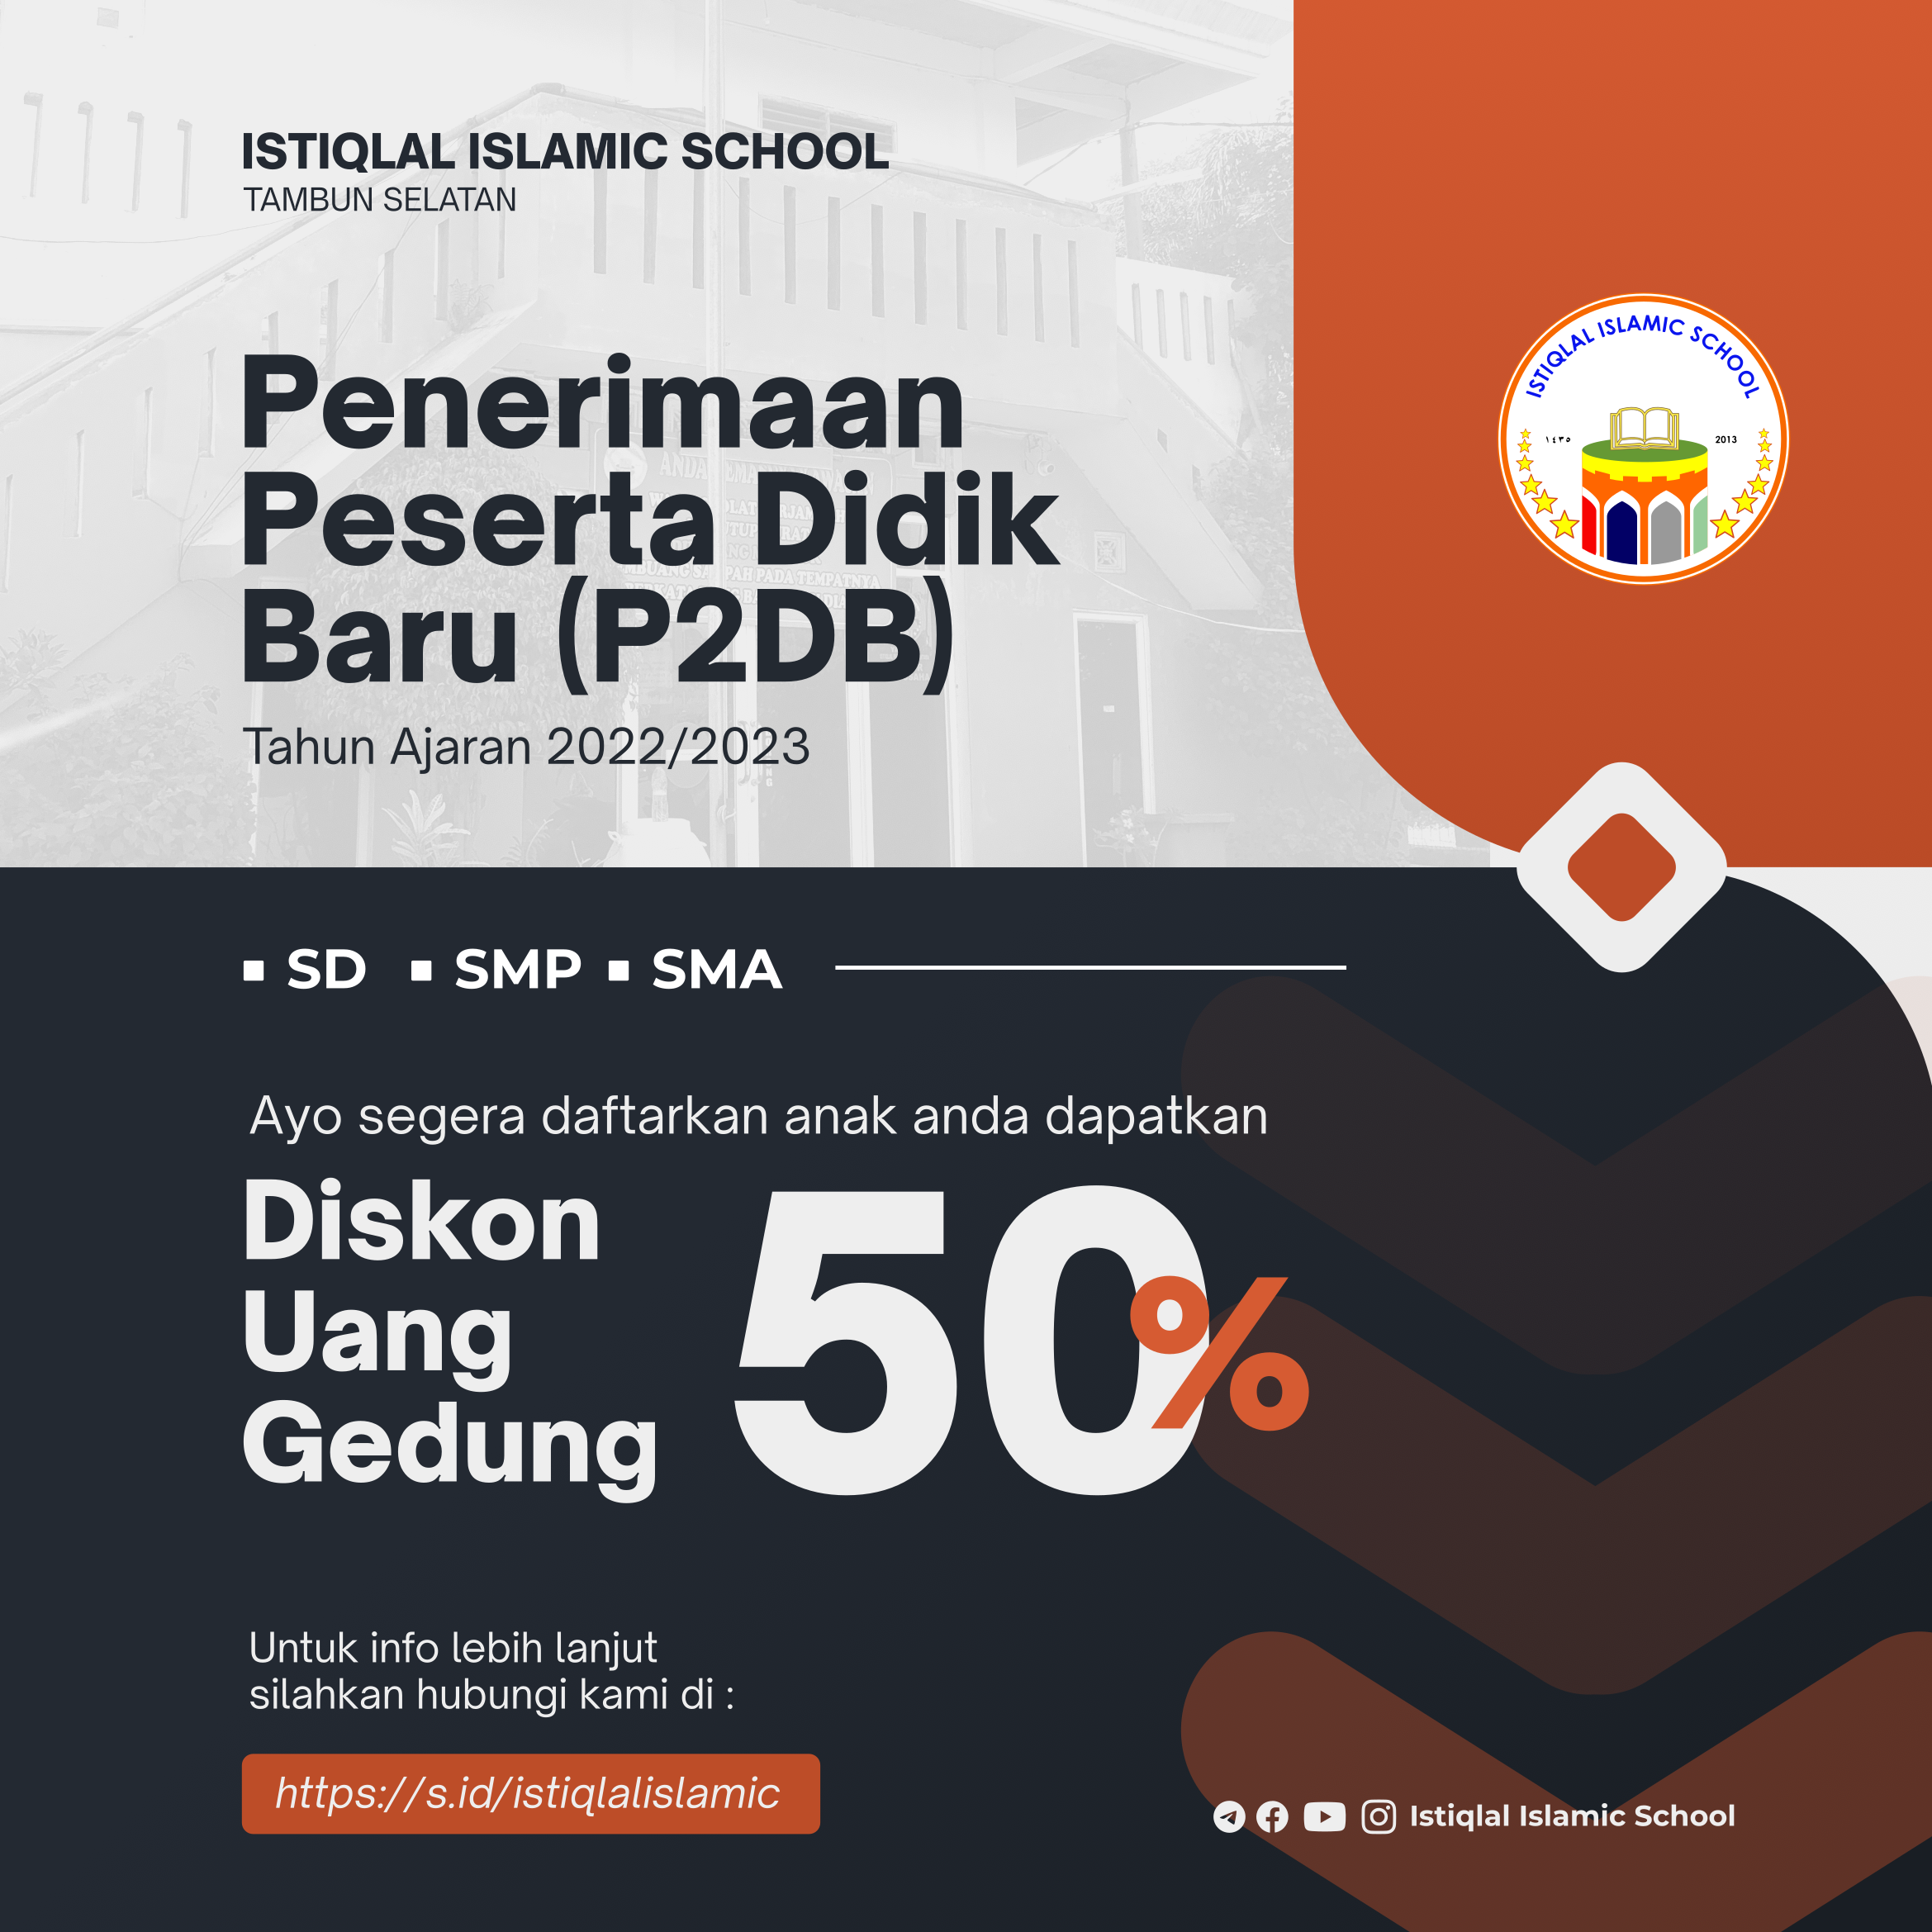 ISTIQLAL ISLAMIC SCHOOL
TAMBUN SELATAN
Penerimaan
Peserta Didik
Baru (P2DB)
Tahun Ajaran 2022/2023
ISTIQLAL ISLAMIC SCHOOL
١٤٣٥
2013
▪ SD ▪ SMP ▪ SMA
Ayo segera daftarkan anak anda dapatkan
Diskon
Uang
Gedung
50%
Untuk info lebih lanjut
silahkan hubungi kami di :
https://s.id/istiqlalislamic
Istiqlal Islamic School